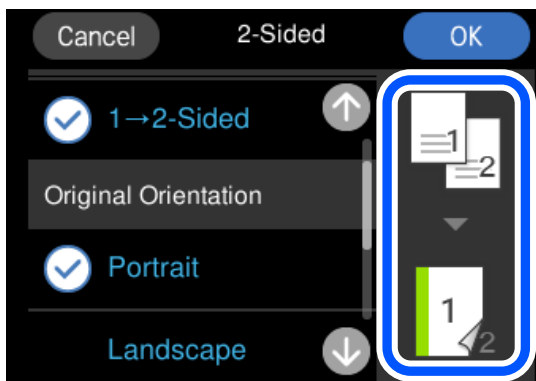 Cancel 2-Sided OK
1→2-Sided
Original Orientation
Portrait
Landscape
1
2
1
2